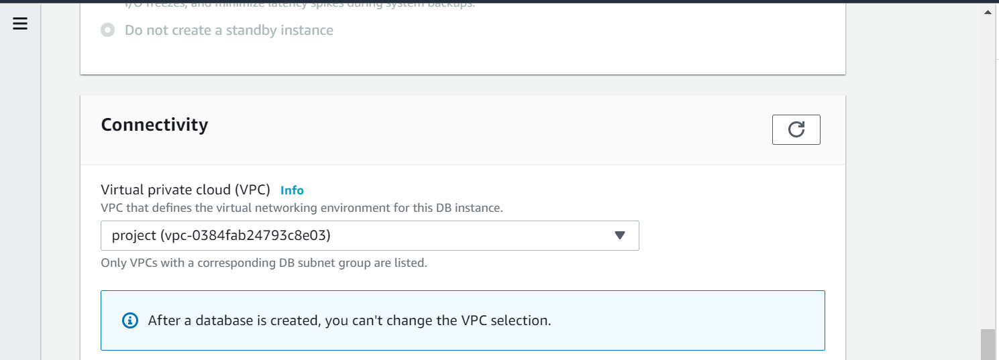 I/O freezes, and minimize latency spikes during system backups.
Do not create a standby instance
Connectivity
Virtual private cloud (VPC) Info
VPC that defines the virtual networking environment for this DB instance.
project (vpc-0384fab24793c8e03)
Only VPCs with a corresponding DB subnet group are listed.
After a database is created, you can't change the VPC selection.